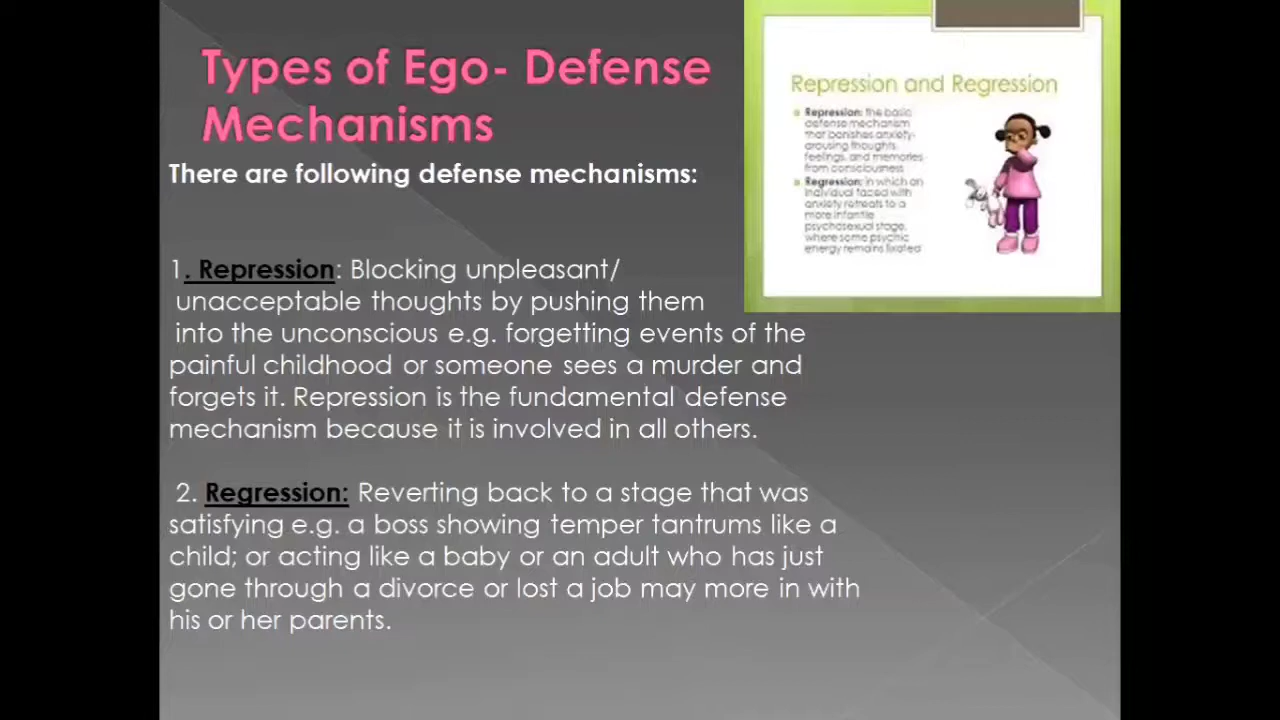 Types of Ego- Defense
Mechanisms
There are following defense mechanisms:
1. Repression: Blocking unpleasant/
unacceptable thoughts by pushing them
into the unconscious e.g. forgetting events of the
painful childhood or someone sees a murder and
forgets it. Repression is the fundamental defense
mechanism because it is involved in all others.
2. Regression: Reverting back to a stage that was
satisfying e.g. a boss showing temper tantrums like a
child; or acting like a baby or an adult who has just
gone through a divorce or lost a job may more in with
his or her parents.
Repression and Regression
Repression: the basic
defense mechanism
that banishes anxiety-
arousing thoughts,
feelings, and memories
from consciousness
Regression: in which an
individual faced with
anxiety retreats to a
more infantile
psychosexual stage,
where some psychic
energy remains fixated